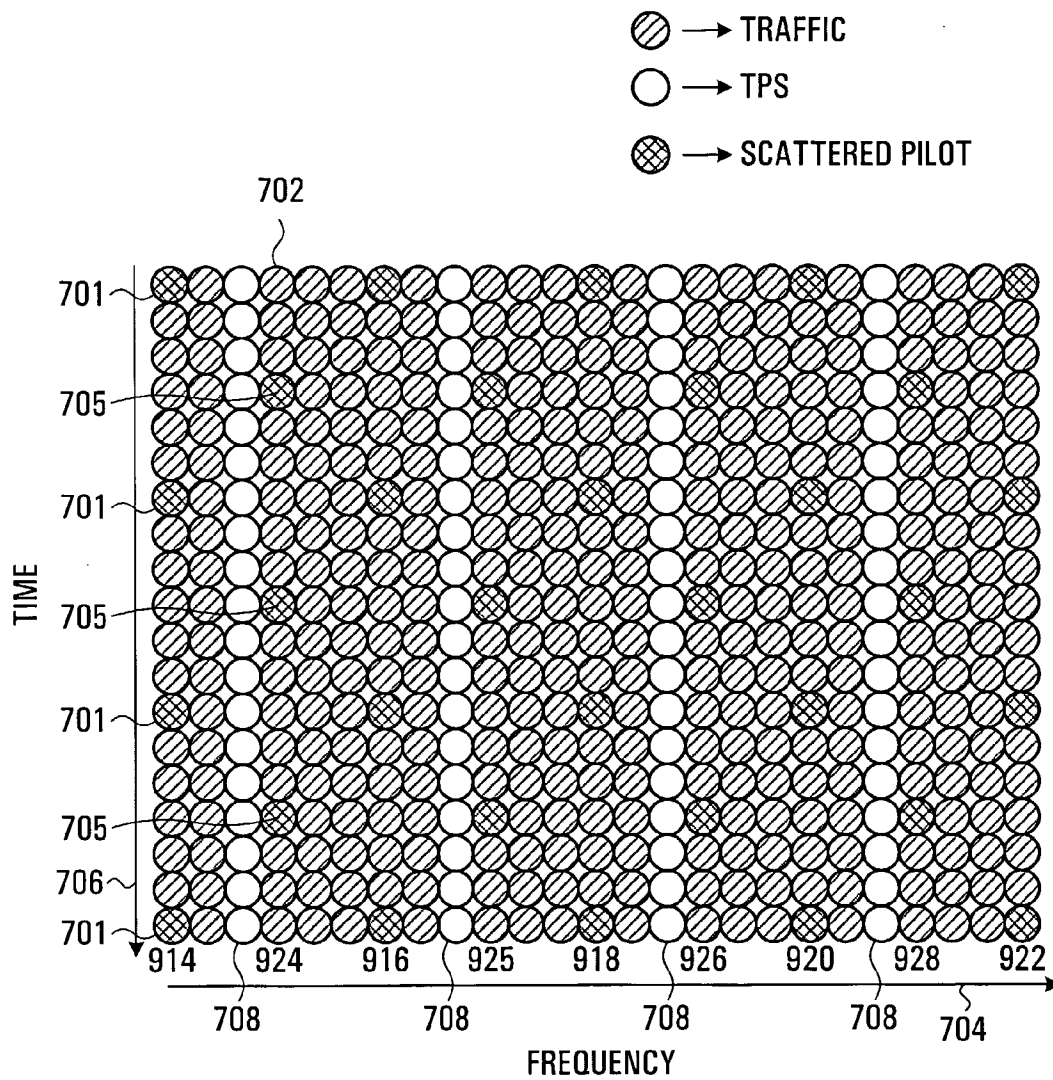 TRAFFIC
TPS
SCATTERED PILOT
702
701
705
701
705
701
705
706
701
TIME
914 924 916 925 918 926 920 928 922
708 708 708 708 704
FREQUENCY